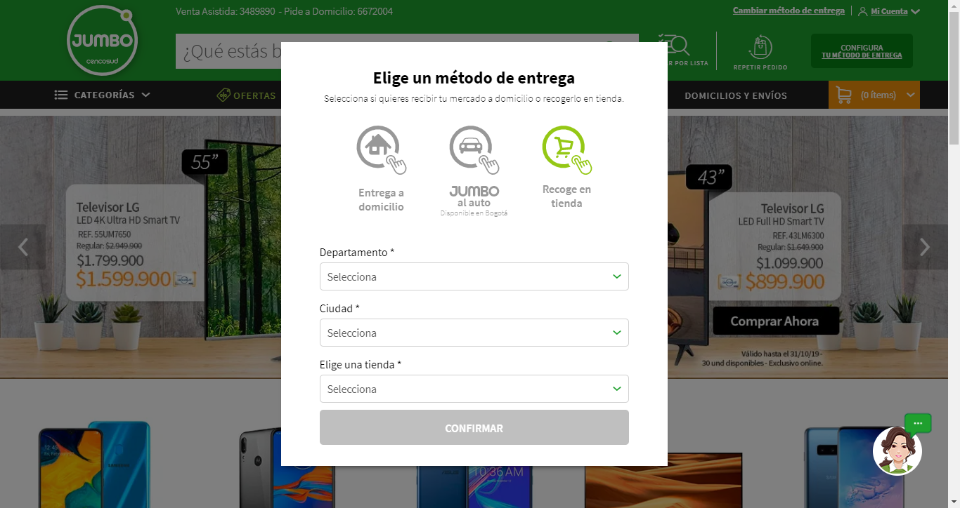 Venta Asistida: 3489890 - Pide a Domicilio: 6672004
Cambiar método de entrega
Mi Cuenta
JUMBO
cencosud
¿Qué estás b
R POR LISTA
REPETIR PEDIDO
CONFIGURA
TU MÉTODO DE ENTREGA
CATEGORÍAS
OFERTAS
DOMICILIOS Y ENVÍOS
(0 ítems)
Elige un método de entrega
Selecciona si quieres recibir tu mercado a domicilio o recogerlo en tienda.
Entrega a
domicilio
JUMBO
al auto
Disponible en Bogotá
Recoge en
tienda
Departamento *
Selecciona
Ciudad *
Selecciona
Elige una tienda *
Selecciona
CONFIRMAR
55”
Televisor LG
LED 4K Ultra HD Smart TV
REF. 55UM7650
Regular: $2.949.900
$1.799.900
$1.599.900
43”
Televisor LG
LED Full HD Smart TV
REF. 43LM6300
Regular: $1.649.900
$1.099.900
$899.900
Comprar Ahora
Válido hasta el 31/10/19-
30 und disponibles - Exclusivo online.
10:36 AM